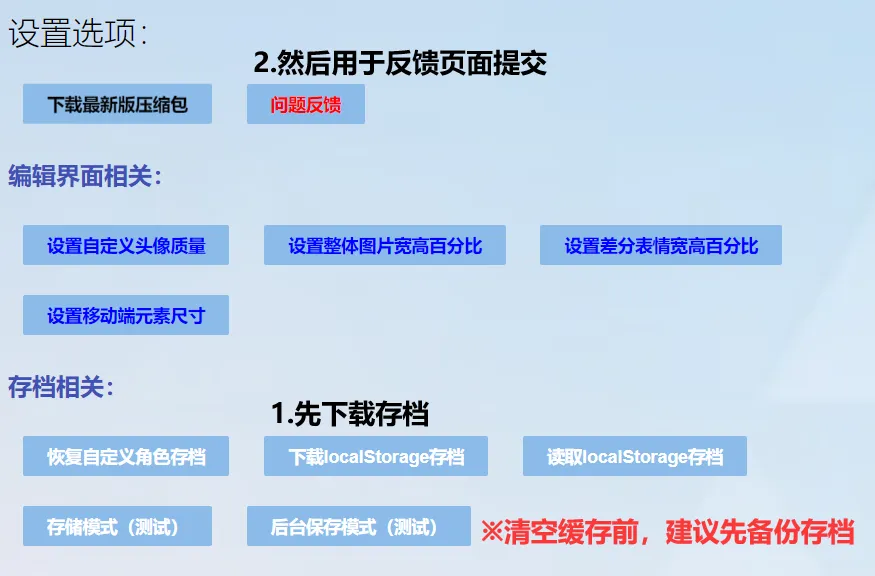 设置选项：
2.然后用于反馈页面提交
下载最新版压缩包
问题反馈
编辑界面相关：
设置自定义头像质量
设置整体图片宽高百分比
设置差分表情宽高百分比
设置移动端元素尺寸
存档相关：
1.先下载存档
恢复自定义角色存档
下载localStorage存档
读取localStorage存档
存储模式（测试）
后台保存模式（测试）
※清空缓存前，建议先备份存档